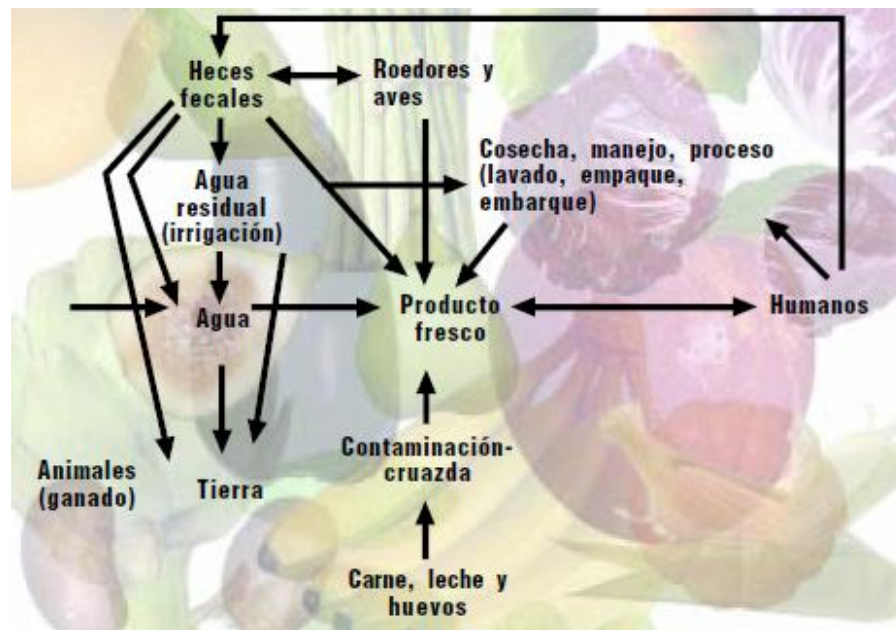 Heces
fecales
Roedores y
aves
Cosecha, manejo, proceso
(lavado, empaque,
embarque)
Agua
residual
(irrigación)
Agua
Producto
fresco
Humanos
Contaminación-
cruazda
Animales
(ganado)
Tierra
Carne, leche y
huevos